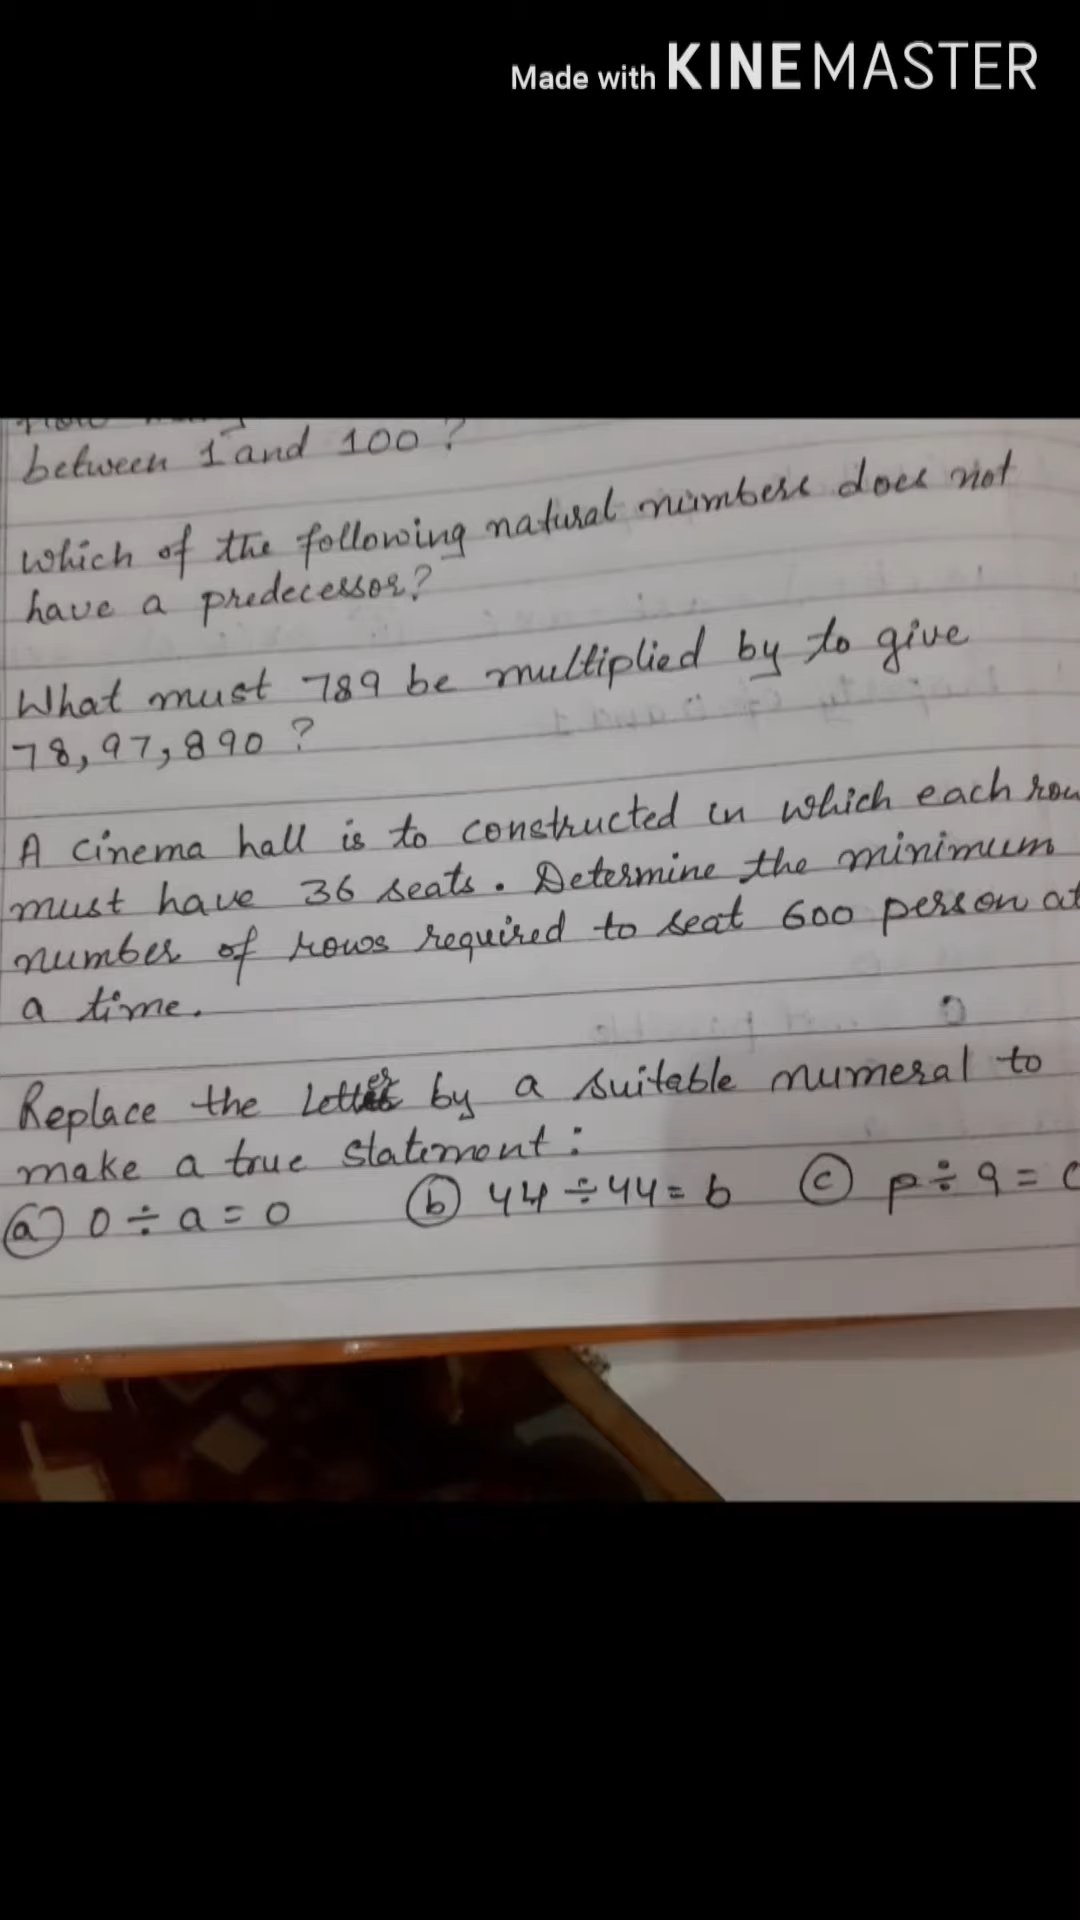 Made with KINEMASTER
between 1 and 100 ?
Which of the following natural numbers does not
have a predecessor?
What must 789 be multiplied by to give
78,97,890 ?
A cinema hall is to constructed in which each row
must have 36 seats. Determine the minimum
number of rows required to seat 600 person at
a time.
Replace the letter by a suitable numeral to
make a true statement :
(a) 0 ÷ a = 0 (b) 44 ÷ 44 = b (c) p ÷ 9 =